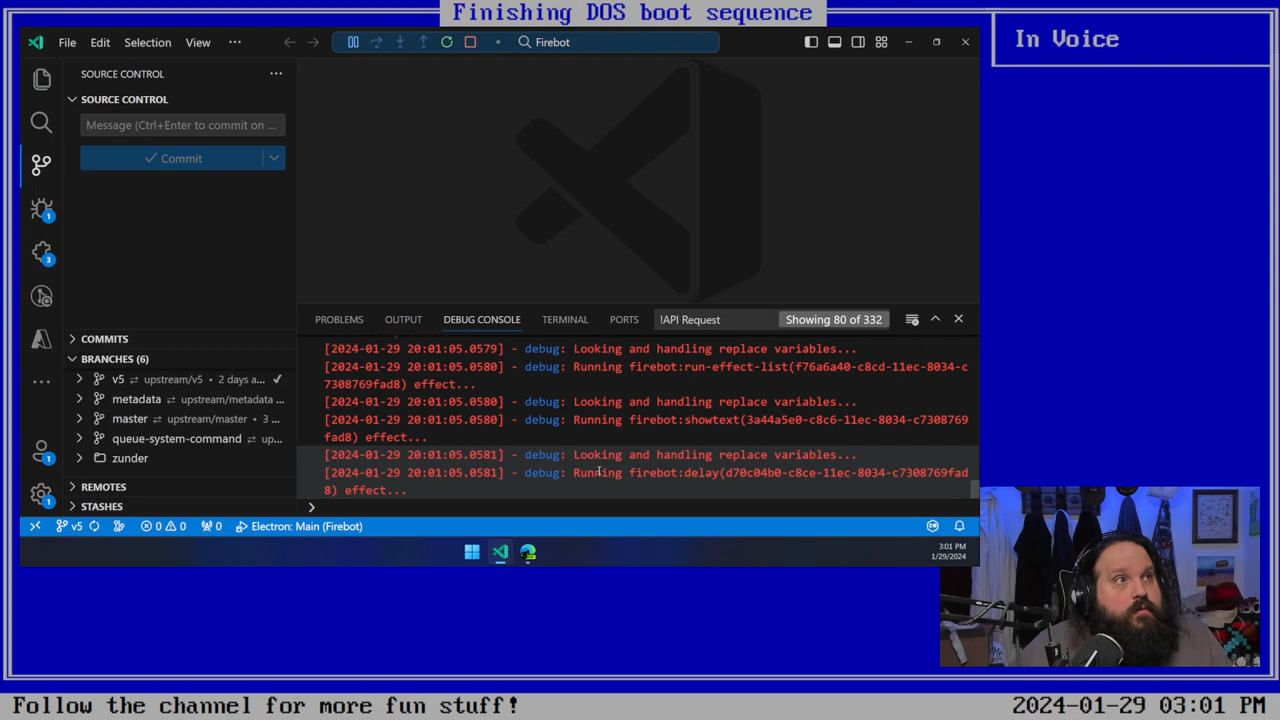 Finishing DOS boot sequence
In Voice
File Edit Selection View ···
Firebot
SOURCE CONTROL
SOURCE CONTROL
Message (Ctrl+Enter to commit on ...
Commit
1
3
COMMITS
BRANCHES (6)
v5 ⇄ upstream/v5 • 2 days a...
metadata ⇄ upstream/metadata ...
master ⇄ upstream/master • 3 ...
queue-system-command ⇄ up...
zunder
REMOTES
STASHES
1
PROBLEMS OUTPUT DEBUG CONSOLE TERMINAL PORTS !API Request Showing 80 of 332
[2024-01-29 20:01:05.0579] - debug: Looking and handling replace variables...
[2024-01-29 20:01:05.0580] - debug: Running firebot:run-effect-list(f76a6a40-c8cd-11ec-8034-c
7308769fad8) effect...
[2024-01-29 20:01:05.0580] - debug: Looking and handling replace variables...
[2024-01-29 20:01:05.0580] - debug: Running firebot:showtext(3a44a5e0-c8c6-11ec-8034-c7308769
fad8) effect...
[2024-01-29 20:01:05.0581] - debug: Looking and handling replace variables...
[2024-01-29 20:01:05.0581] - debug: Running firebot:delay(d70c04b0-c8ce-11ec-8034-c7308769fad
8) effect...
v5 0 0 0 Electron: Main (Firebot)
3:01 PM
1/29/2024
Follow the channel for more fun stuff!
2024-01-29 03:01 PM